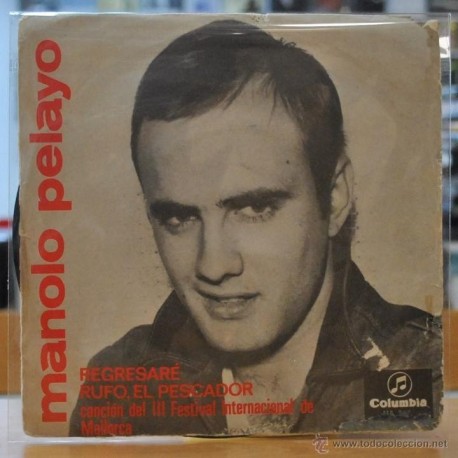 manolo pelayo
REGRESARÉ
RUFO, EL PESCADOR
canción del III Festival Internacional de
Mallorca
Columbia
www.todocoleccion.net